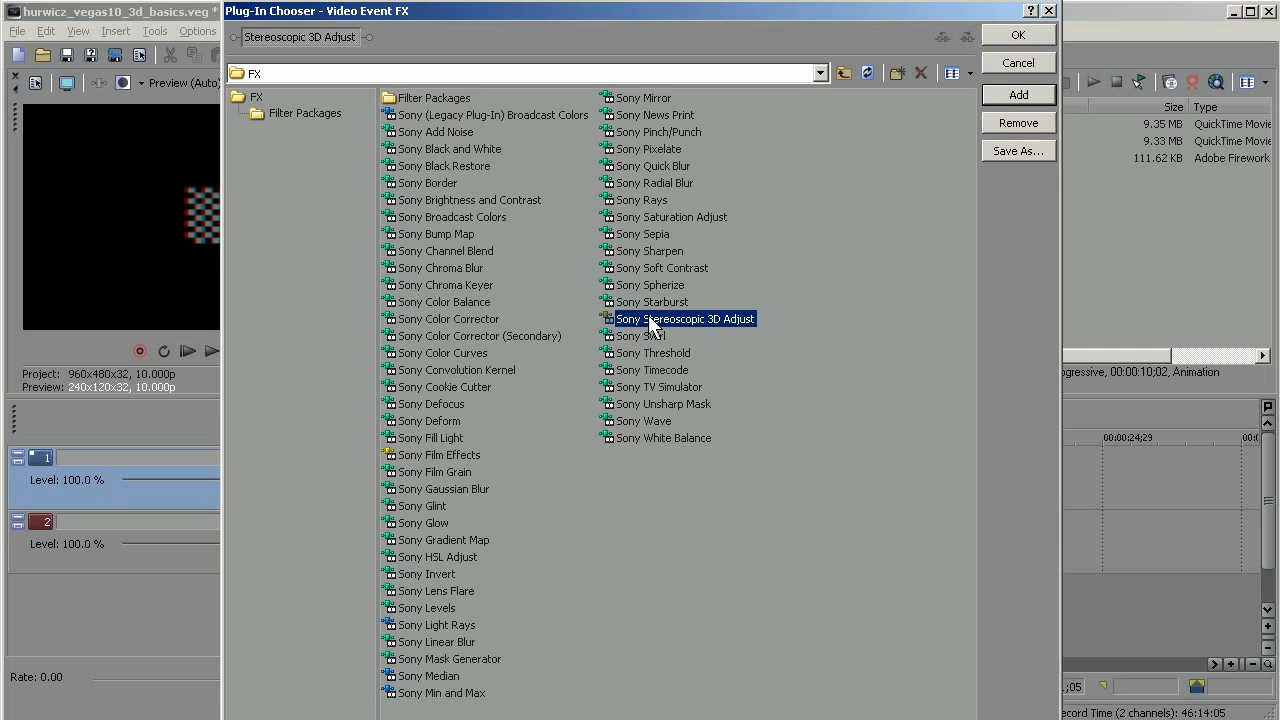 hurwicz_vegas10_3d_basics.veg *
File Edit View Insert Tools Options
Preview (Auto)
Project: 960x480x32, 10.000p
Preview: 240x120x32, 10.000p
1
Level: 100.0 %
2
Level: 100.0 %
Rate: 0.00
Plug-In Chooser - Video Event FX
Stereoscopic 3D Adjust
FX
FX
Filter Packages
Filter Packages
Sony (Legacy Plug-In) Broadcast Colors
Sony Add Noise
Sony Black and White
Sony Black Restore
Sony Border
Sony Brightness and Contrast
Sony Broadcast Colors
Sony Bump Map
Sony Channel Blend
Sony Chroma Blur
Sony Chroma Keyer
Sony Color Balance
Sony Color Corrector
Sony Color Corrector (Secondary)
Sony Color Curves
Sony Convolution Kernel
Sony Cookie Cutter
Sony Defocus
Sony Deform
Sony Fill Light
Sony Film Effects
Sony Film Grain
Sony Gaussian Blur
Sony Glint
Sony Glow
Sony Gradient Map
Sony HSL Adjust
Sony Invert
Sony Lens Flare
Sony Levels
Sony Light Rays
Sony Linear Blur
Sony Mask Generator
Sony Median
Sony Min and Max
Sony Mirror
Sony News Print
Sony Pinch/Punch
Sony Pixelate
Sony Quick Blur
Sony Radial Blur
Sony Rays
Sony Saturation Adjust
Sony Sepia
Sony Sharpen
Sony Soft Contrast
Sony Spherize
Sony Starburst
Sony Stereoscopic 3D Adjust
Sony
Sony Threshold
Sony Timecode
Sony TV Simulator
Sony Unsharp Mask
Sony Wave
Sony White Balance
OK
Cancel
Add
Remove
Save As...
Size Type
9.35 MB QuickTime Movie
9.33 MB QuickTime Movie
111.62 KB Adobe Firework
gressive, 00:00:10;02, Animation
00:00:24;29 00:0
;05
ecord Time (2 channels): 46:14:05